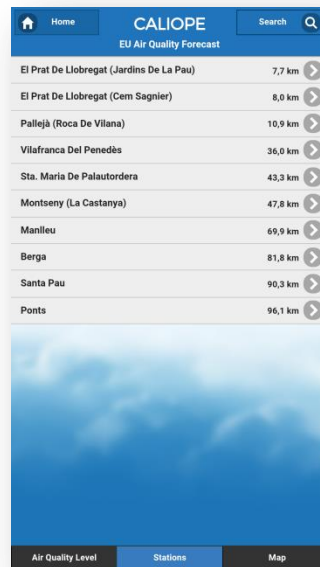 Home
CALIOPE
Search
EU Air Quality Forecast
El Prat De Llobregat (Jardins De La Pau) 7,7 km
El Prat De Llobregat (Cem Sagnier) 8,0 km
Pallejà (Roca De Vilana) 10,9 km
Vilafranca Del Penedès 36,0 km
Sta. Maria De Palautordera 43,3 km
Montseny (La Castanya) 47,8 km
Manlleu 69,9 km
Berga 81,8 km
Santa Pau 90,3 km
Ponts 96,1 km
Air Quality Level
Stations
Map